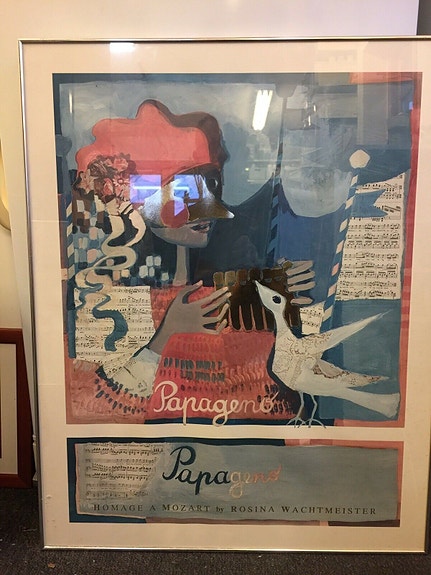 Papageno
Papageno
HOMAGE A MOZART by ROSINA WACHTMEISTER